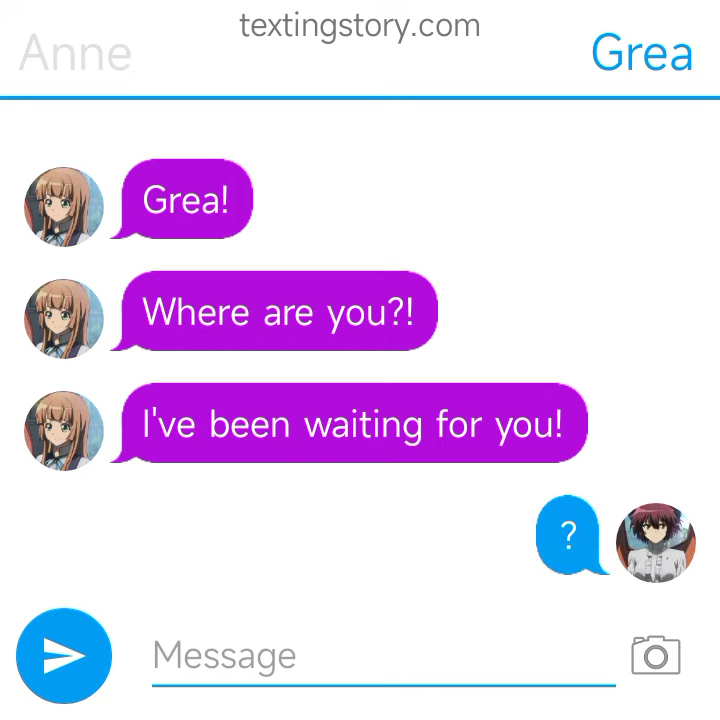 textingstory.com
Anne
Grea
Grea!
Where are you?!
I've been waiting for you!
?
Message